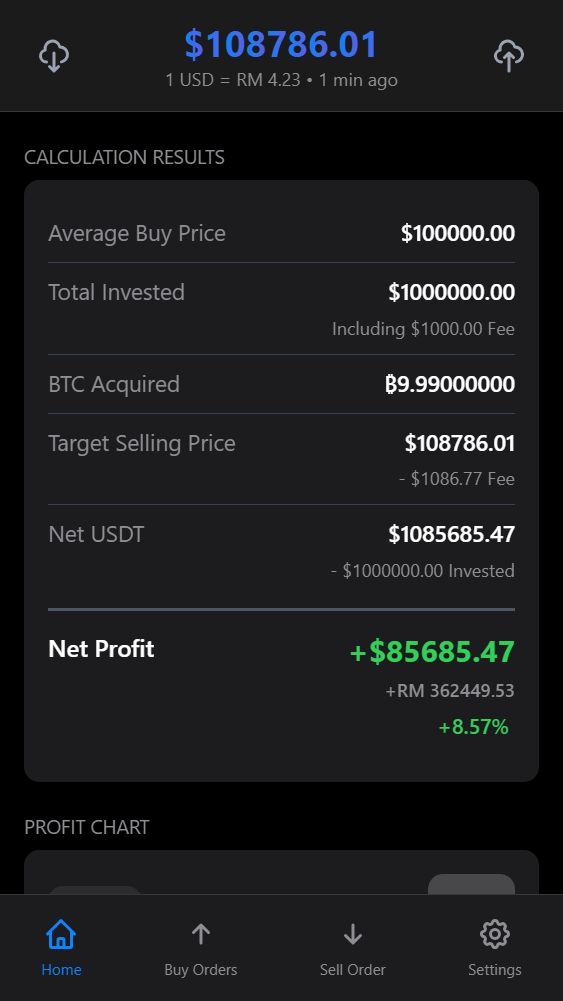 $108786.01
1 USD = RM 4.23 • 1 min ago
CALCULATION RESULTS
Average Buy Price $100000.00
Total Invested $1000000.00
Including $1000.00 Fee
BTC Acquired ₿9.99000000
Target Selling Price $108786.01
- $1086.77 Fee
Net USDT $1085685.47
- $1000000.00 Invested
Net Profit +$85685.47
+RM 362449.53
+8.57%
PROFIT CHART
Home Buy Orders Sell Order Settings